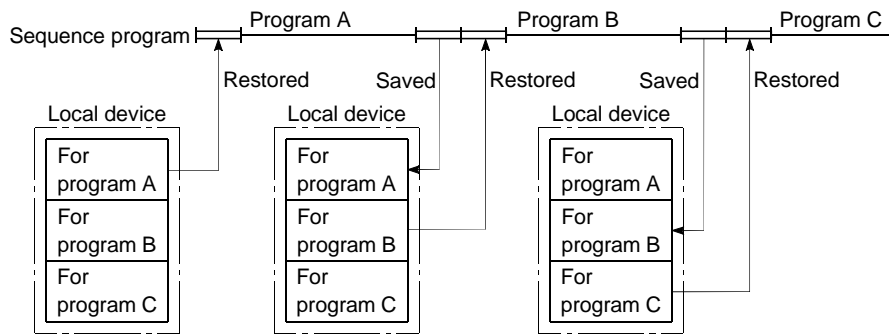 Program A
Program B
Program C
Sequence program
Restored
Saved
Restored
Saved
Restored
Local device
Local device
Local device
For
program A
For
program B
For
program C
For
program A
For
program B
For
program C
For
program A
For
program B
For
program C